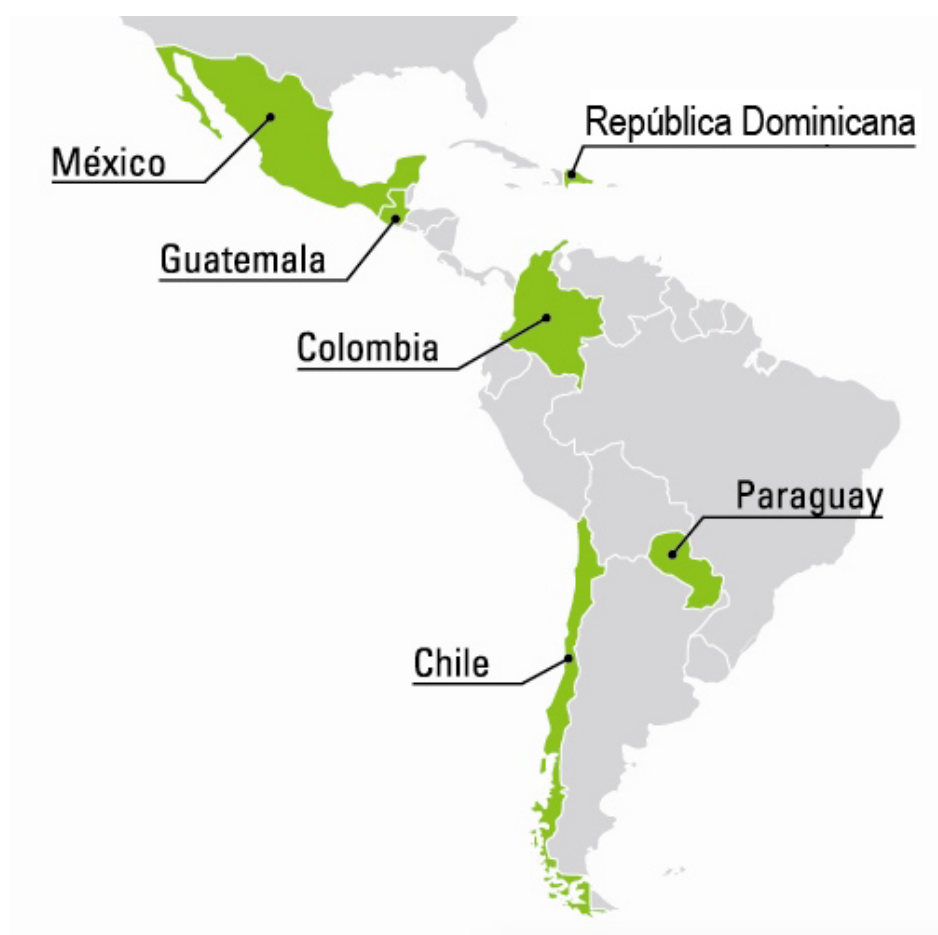 República Dominicana
México
Guatemala
Colombia
Paraguay
Chile